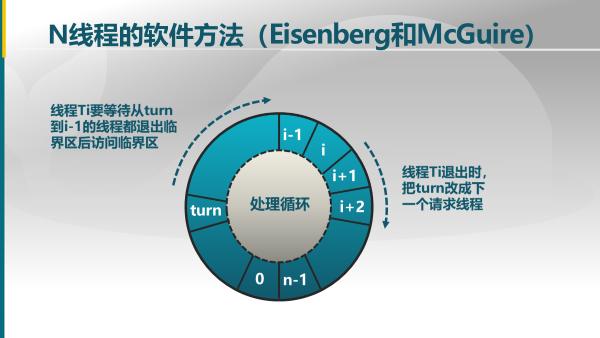 N线程的软件方法（Eisenberg和McGuire）
线程Ti要等待从turn
到i-1的线程都退出临
界区后访问临界区
i-1
i
i+1
i+2
turn
处理循环
0
n-1
线程Ti退出时，
把turn改成下
一个请求线程